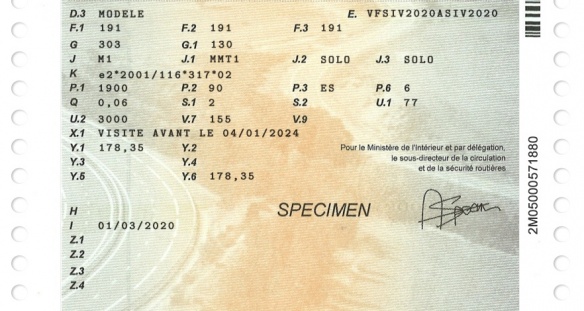 D.3 MODELE E. VFSIV2020ASIV2020
F.1 191 F.2 191 F.3 191
G 303 G.1 130
J M1 J.1 MMT1 J.2 SOLO J.3 SOLO
K e2*2001/116*317*02
P.1 1900 P.2 90 P.3 ES P.6 6
Q 0,06 S.1 2 S.2 U.1 77
U.2 3000 V.7 155 V.9
X.1 VISITE AVANT LE 04/01/2024
Y.1 178,35 Y.2
Y.3 Y.4
Y.5 Y.6 178,35
Pour le Ministère de l'Intérieur et par délégation,
le sous-directeur de la circulation
et de la sécurité routières
H
SPECIMEN
I 01/03/2020
Z.1
Z.2
Z.3
Z.4
2M05000571880